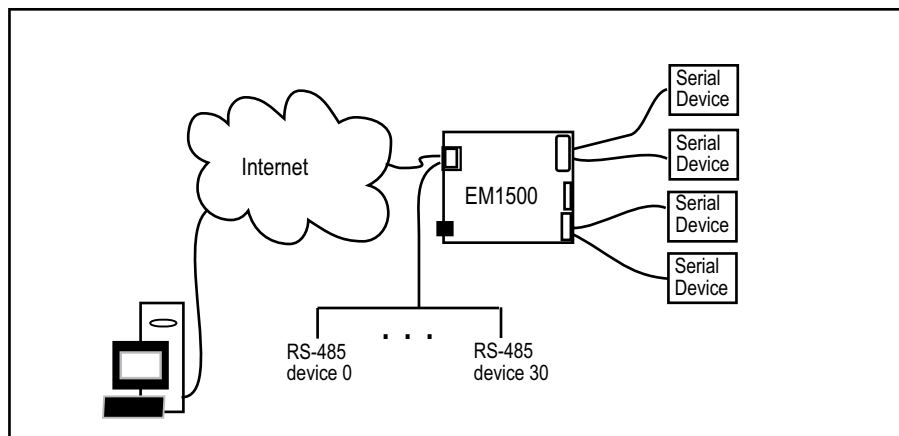 Serial
Device
Serial
Device
Internet
EM1500
Serial
Device
Serial
Device
. . .
RS-485
device 0
RS-485
device 30